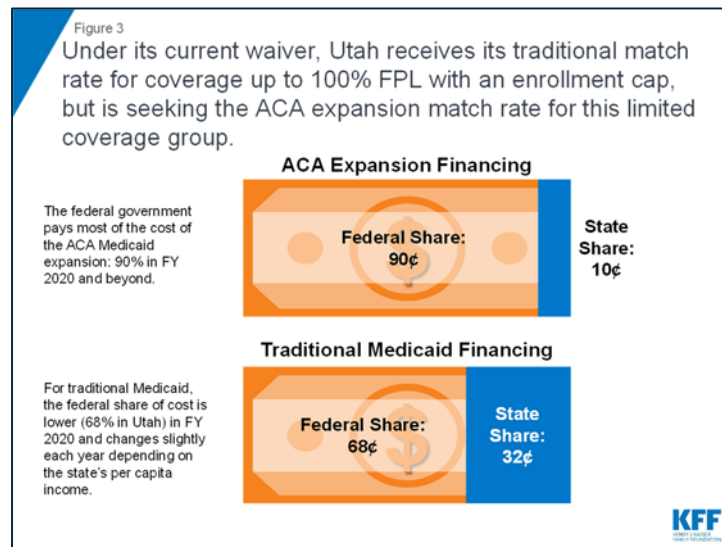 Figure 3
Under its current waiver, Utah receives its traditional match
rate for coverage up to 100% FPL with an enrollment cap,
but is seeking the ACA expansion match rate for this limited
coverage group.
ACA Expansion Financing
The federal government
pays most of the cost of
the ACA Medicaid
expansion: 90% in FY
2020 and beyond.
$
Federal Share:
90¢
State
Share:
10¢
Traditional Medicaid Financing
For traditional Medicaid,
the federal share of cost is
lower (68% in Utah) in FY
2020 and changes slightly
each year depending on
the state's per capita
income.
$
Federal Share:
68¢
State
Share:
32¢
KFF
HENRY J KAISER
FAMILY FOUNDATION